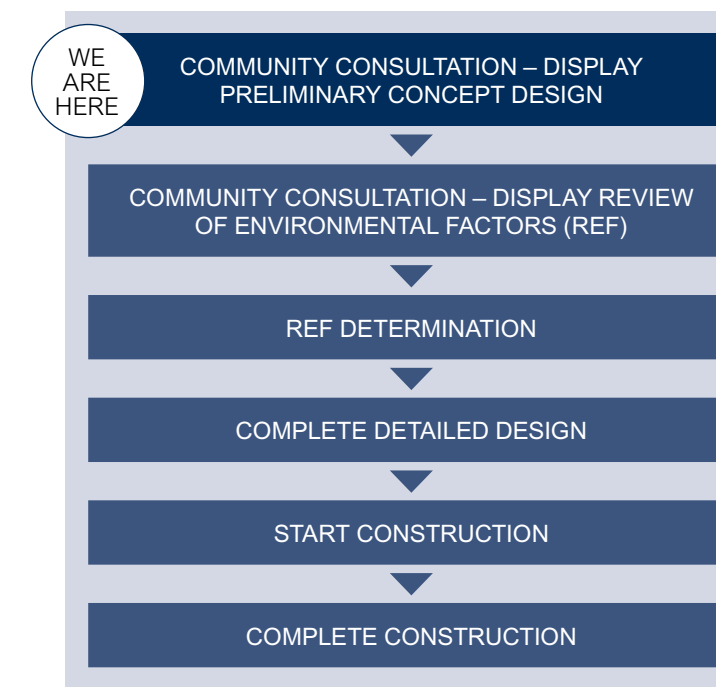 WE
ARE
HERE
COMMUNITY CONSULTATION – DISPLAY
PRELIMINARY CONCEPT DESIGN
COMMUNITY CONSULTATION – DISPLAY REVIEW
OF ENVIRONMENTAL FACTORS (REF)
REF DETERMINATION
COMPLETE DETAILED DESIGN
START CONSTRUCTION
COMPLETE CONSTRUCTION